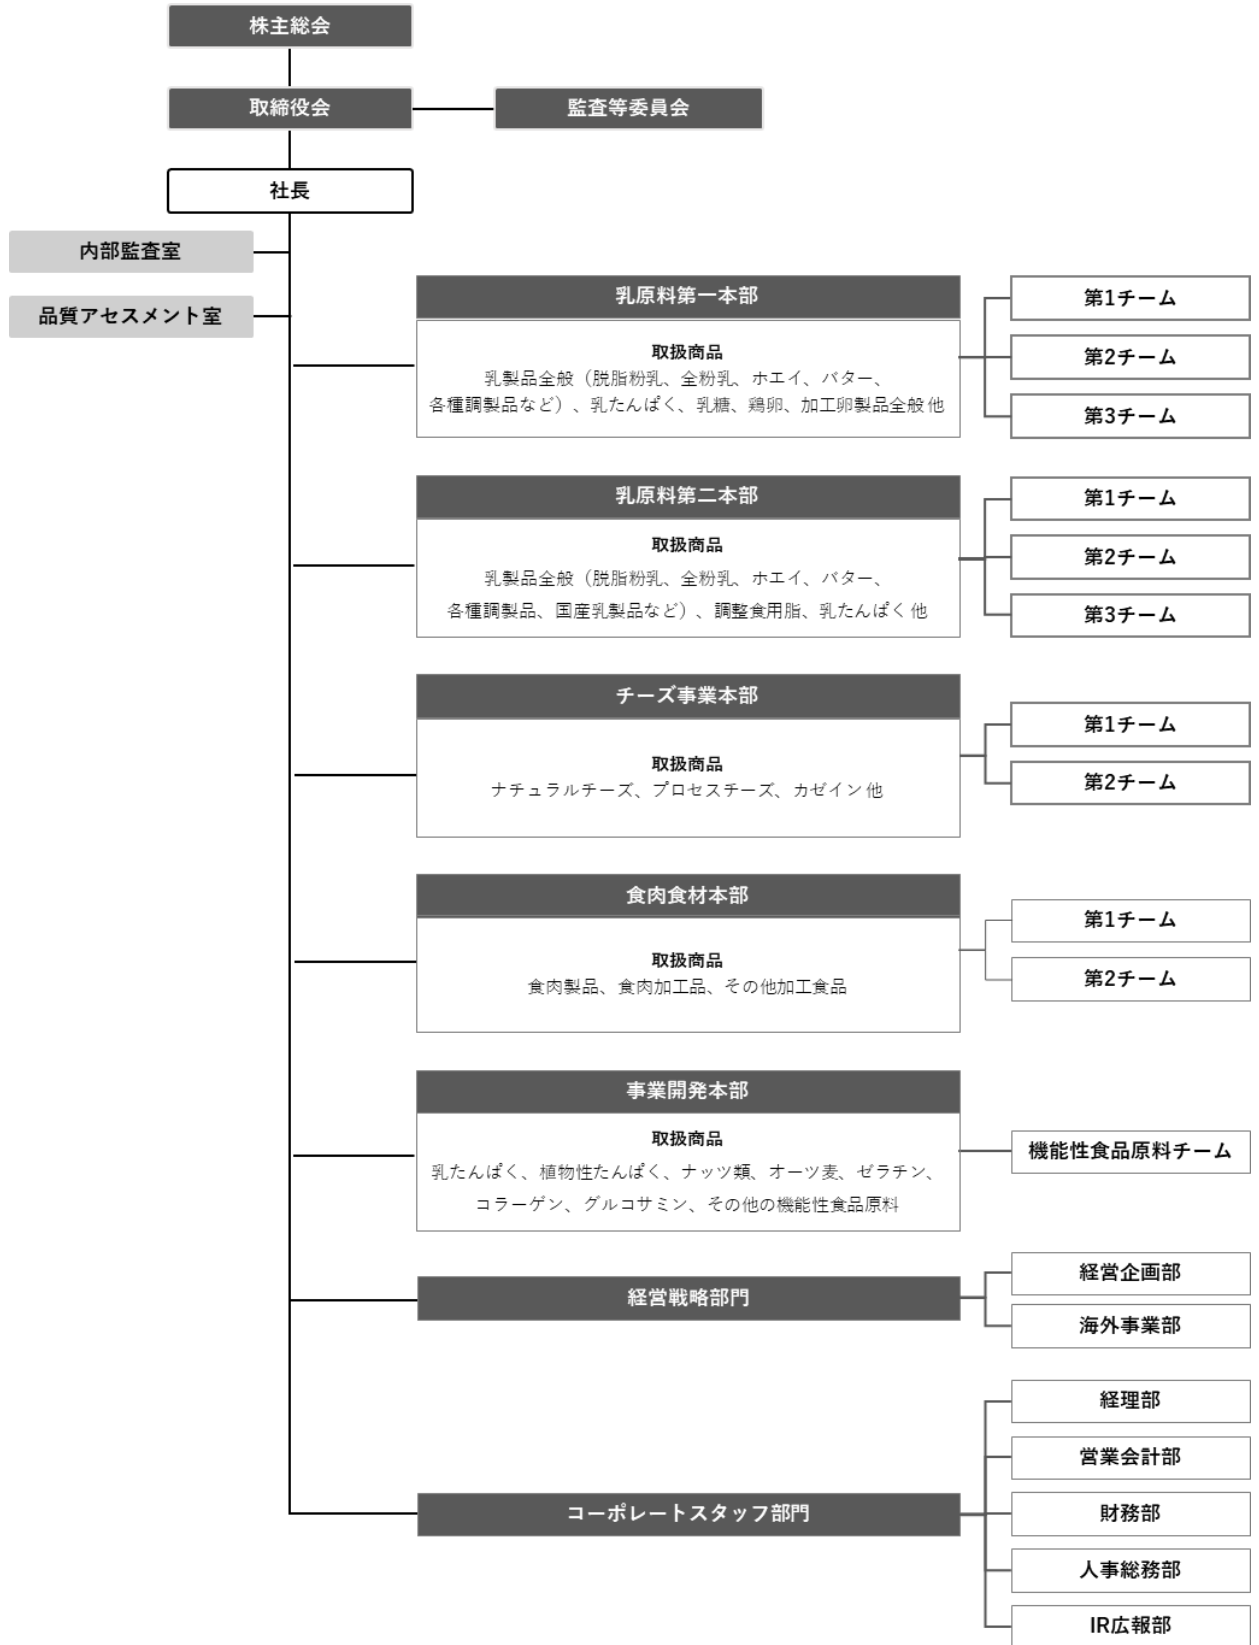 株主総会
取締役会
監査等委員会
社長
内部監査室
品質アセスメント室
乳原料第一本部
取扱商品
乳製品全般（脱脂粉乳、全粉乳、ホエイ、バター、
各種調製品など）、乳たんぱく、乳糖、鶏卵、加工卵製品全般 他
第1チーム
第2チーム
第3チーム
乳原料第二本部
取扱商品
乳製品全般（脱脂粉乳、全粉乳、ホエイ、バター、
各種調製品、国産乳製品など）、調整食用脂、乳たんぱく 他
第1チーム
第2チーム
第3チーム
チーズ事業本部
取扱商品
ナチュラルチーズ、プロセスチーズ、カゼイン 他
第1チーム
第2チーム
食肉食材本部
取扱商品
食肉製品、食肉加工品、その他加工食品
第1チーム
第2チーム
事業開発本部
取扱商品
乳たんぱく、植物性たんぱく、ナッツ類、オーツ麦、ゼラチン、
コラーゲン、グルコサミン、その他の機能性食品原料
機能性食品原料チーム
経営戦略部門
経営企画部
海外事業部
コーポレートスタッフ部門
経理部
営業会計部
財務部
人事総務部
IR広報部